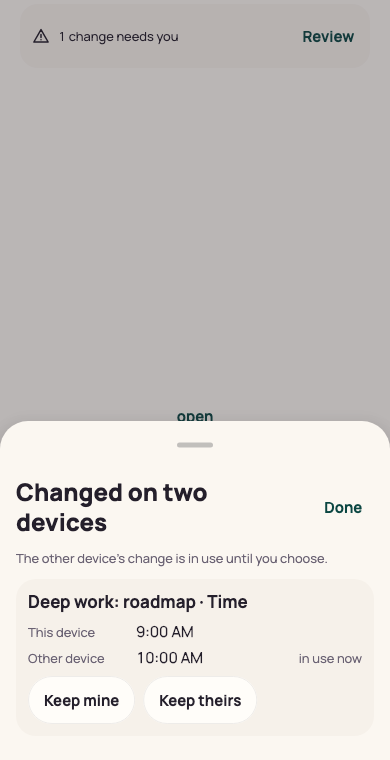 1 change needs you
Review
open
Changed on two
devices
Done
The other device's change is in use until you choose.
Deep work: roadmap · Time
This device 9:00 AM
Other device 10:00 AM in use now
Keep mine Keep theirs